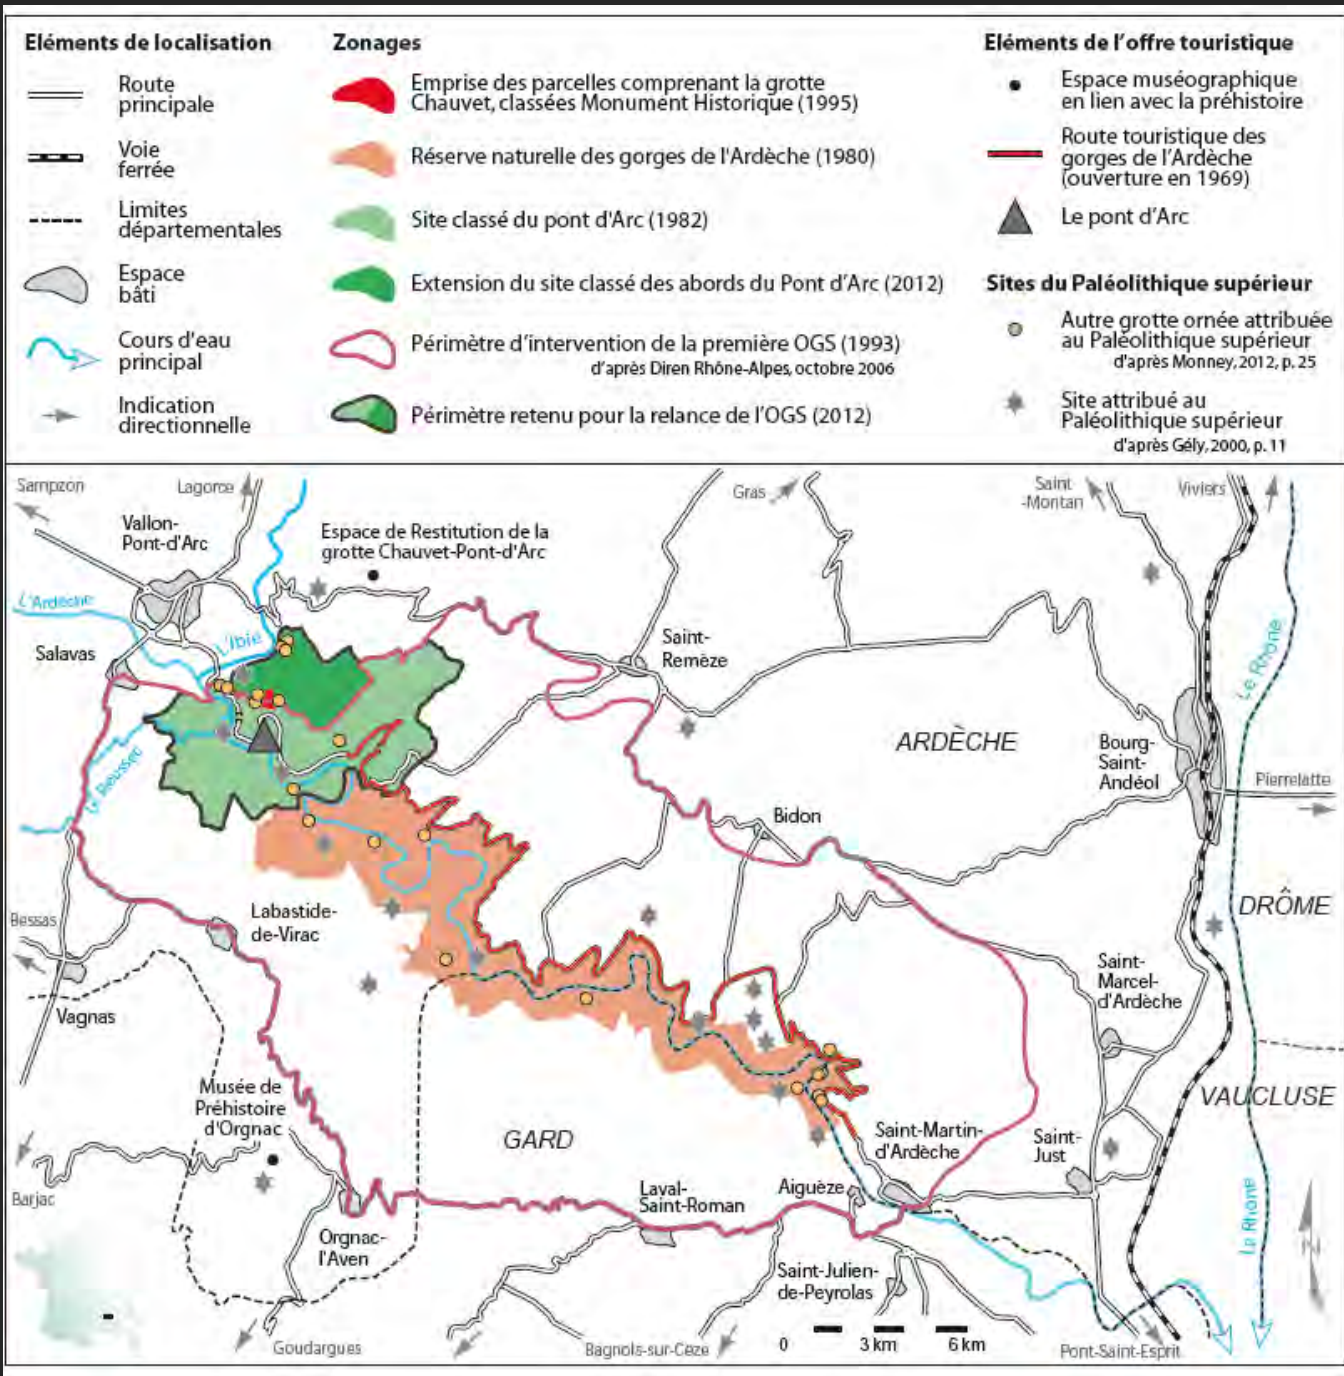 Eléments de localisation
Route
principale
Voie
ferrée
Limites
départementales
Espace
bâti
Cours d'eau
principal
Indication
directionnelle
Zonages
Emprise des parcelles comprenant la grotte
Chauvet, classées Monument Historique (1995)
Réserve naturelle des gorges de l'Ardèche (1980)
Site classé du pont d'Arc (1982)
Extension du site classé des abords du Pont d'Arc (2012)
Périmètre d'intervention de la première OGS (1993)
d'après Diren Rhône-Alpes, octobre 2006
Périmètre retenu pour la relance de l'OGS (2012)
Eléments de l'offre touristique
Espace muséographique
en lien avec la préhistoire
Route touristique des
gorges de l'Ardèche
(ouverture en 1969)
Le pont d'Arc
Sites du Paléolithique supérieur
Autre grotte ornée attribuée
au Paléolithique supérieur
d'après Monney, 2012, p. 25
Site attribué au
Paléolithique supérieur
d'après Gély, 2000, p. 11
Sampzon
Lagorce
Gras
Saint
-Montan
Viviers
Vallon-
Pont-d'Arc
Espace de Restitution de la
grotte Chauvet-Pont-d'Arc
L'Ardèche
L'Ibie
Salavas
Saint-
Remèze
Le Rhône
ARDÈCHE
Bourg-
Saint-
Andéol
Pierrelatte
Le Rieussec
Bidon
DRÔME
Labastide-
de-Virac
Bessas
Vagnas
Saint-
Marcel-
d'Ardèche
Musée de
Préhistoire
d'Orgnac
VAUCLUSE
GARD
Saint-Martin-
d'Ardèche
Saint-
Just
Barjac
Laval-
Saint-Roman
Aiguèze
Le Rhône
Orgnac-
l'Aven
Saint-Julien-
de-Peyrolas
N
0 3 km 6 km
Goudargues
Bagnols-sur-Cèze
Pont-Saint-Esprit